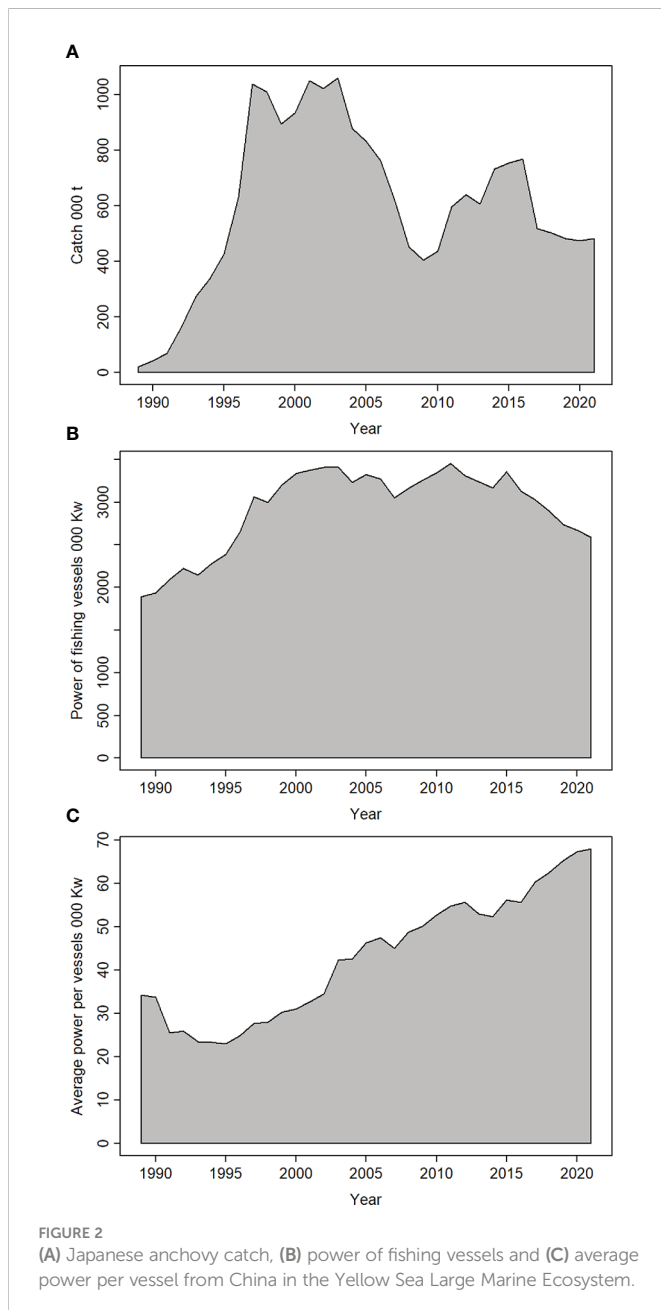 A
1000
800
600
400
200
0
Catch 000 t
1990 1995 2000 2005 2010 2015 2020
Year
B
3000
2000
1000
500
0
Power of fishing vessels 000 Kw
1990 1995 2000 2005 2010 2015 2020
Year
C
70
60
50
40
30
20
10
0
Average power per vessels 000 Kw
1990 1995 2000 2005 2010 2015 2020
Year
FIGURE 2
(A) Japanese anchovy catch, (B) power of fishing vessels and (C) average
power per vessel from China in the Yellow Sea Large Marine Ecosystem.